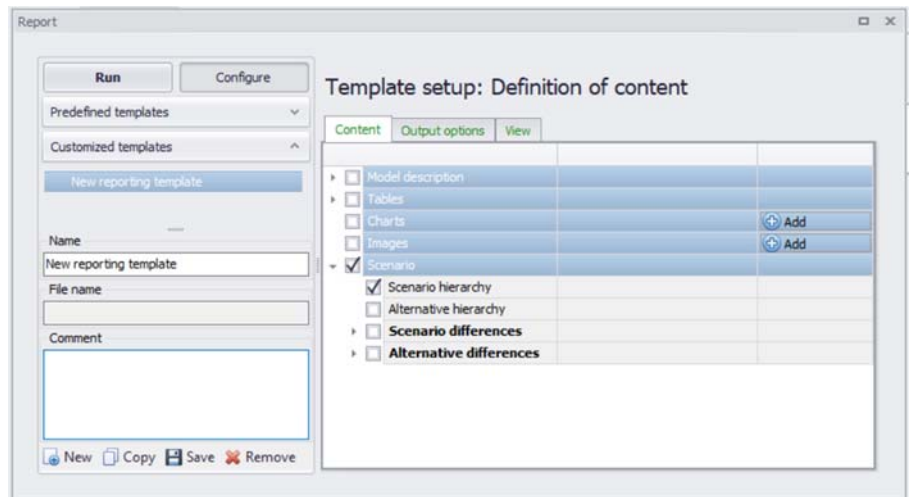 Report
Run
Configure
Predefined templates
Customized templates
New reporting template
Name
New reporting template
File name
Comment
New
Copy
Save
Remove
Template setup: Definition of content
Content
Output options
View
Model description
Tables
Charts
Add
Images
Add
Scenario
Scenario hierarchy
Alternative hierarchy
Scenario differences
Alternative differences